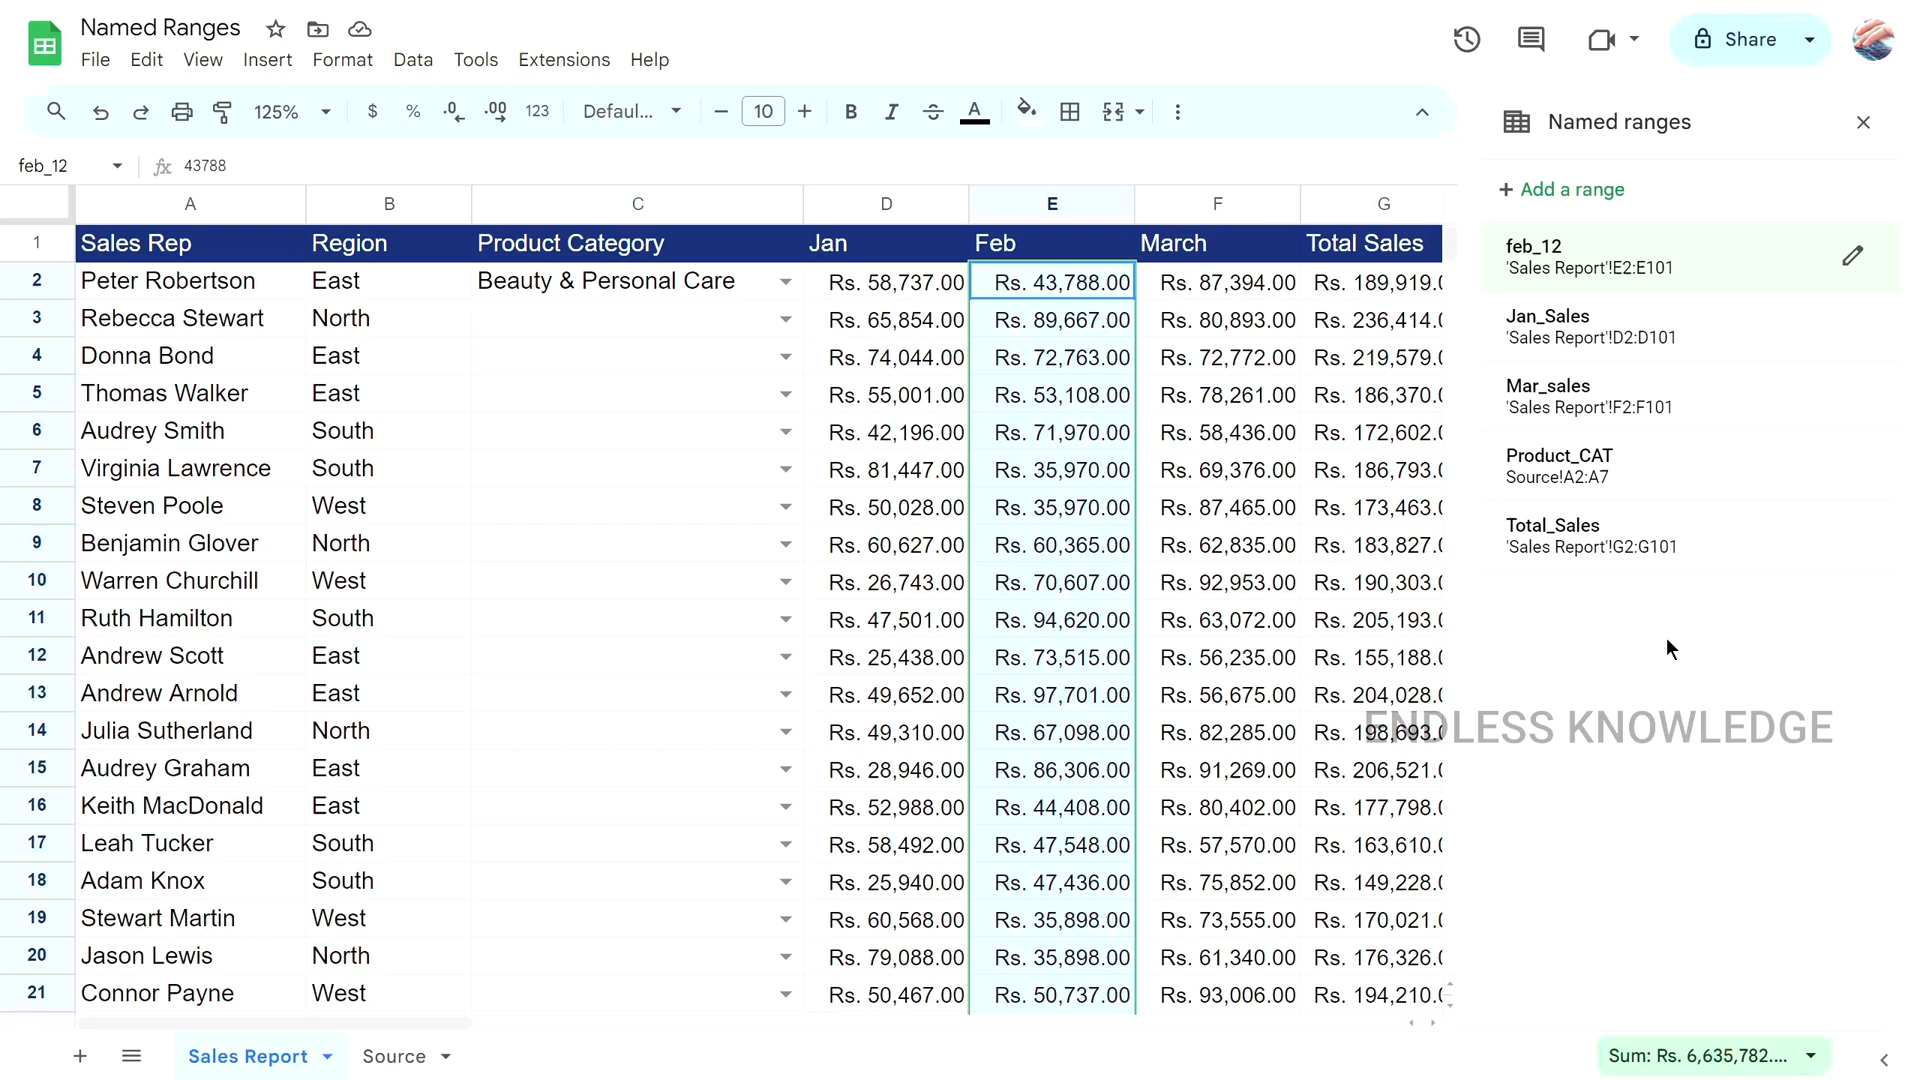 Named Ranges
File Edit View Insert Format Data Tools Extensions Help
Share
125% $ % .0 .00 123 Defaul... 10 B I A
feb_12 fx 43788
A B C D E F G
1 Sales Rep Region Product Category Jan Feb March Total Sales
2 Peter Robertson East Beauty & Personal Care Rs. 58,737.00 Rs. 43,788.00 Rs. 87,394.00 Rs. 189,919.0
3 Rebecca Stewart North Rs. 65,854.00 Rs. 89,667.00 Rs. 80,893.00 Rs. 236,414.0
4 Donna Bond East Rs. 74,044.00 Rs. 72,763.00 Rs. 72,772.00 Rs. 219,579.0
5 Thomas Walker East Rs. 55,001.00 Rs. 53,108.00 Rs. 78,261.00 Rs. 186,370.0
6 Audrey Smith South Rs. 42,196.00 Rs. 71,970.00 Rs. 58,436.00 Rs. 172,602.0
7 Virginia Lawrence South Rs. 81,447.00 Rs. 35,970.00 Rs. 69,376.00 Rs. 186,793.0
8 Steven Poole West Rs. 50,028.00 Rs. 35,970.00 Rs. 87,465.00 Rs. 173,463.0
9 Benjamin Glover North Rs. 60,627.00 Rs. 60,365.00 Rs. 62,835.00 Rs. 183,827.0
10 Warren Churchill West Rs. 26,743.00 Rs. 70,607.00 Rs. 92,953.00 Rs. 190,303.0
11 Ruth Hamilton South Rs. 47,501.00 Rs. 94,620.00 Rs. 63,072.00 Rs. 205,193.0
12 Andrew Scott East Rs. 25,438.00 Rs. 73,515.00 Rs. 56,235.00 Rs. 155,188.0
13 Andrew Arnold East Rs. 49,652.00 Rs. 97,701.00 Rs. 56,675.00 Rs. 204,028.0
14 Julia Sutherland North Rs. 49,310.00 Rs. 67,098.00 Rs. 82,285.00 Rs. 198,693.0
15 Audrey Graham East Rs. 28,946.00 Rs. 86,306.00 Rs. 91,269.00 Rs. 206,521.0
16 Keith MacDonald East Rs. 52,988.00 Rs. 44,408.00 Rs. 80,402.00 Rs. 177,798.0
17 Leah Tucker South Rs. 58,492.00 Rs. 47,548.00 Rs. 57,570.00 Rs. 163,610.0
18 Adam Knox South Rs. 25,940.00 Rs. 47,436.00 Rs. 75,852.00 Rs. 149,228.0
19 Stewart Martin West Rs. 60,568.00 Rs. 35,898.00 Rs. 73,555.00 Rs. 170,021.0
20 Jason Lewis North Rs. 79,088.00 Rs. 35,898.00 Rs. 61,340.00 Rs. 176,326.0
21 Connor Payne West Rs. 50,467.00 Rs. 50,737.00 Rs. 93,006.00 Rs. 194,210.0
Named ranges
+ Add a range
feb_12
'Sales Report'!E2:E101
Jan_Sales
'Sales Report'!D2:D101
Mar_sales
'Sales Report'!F2:F101
Product_CAT
Source!A2:A7
Total_Sales
'Sales Report'!G2:G101
ENDLESS KNOWLEDGE
Sales Report Source Sum: Rs. 6,635,782....